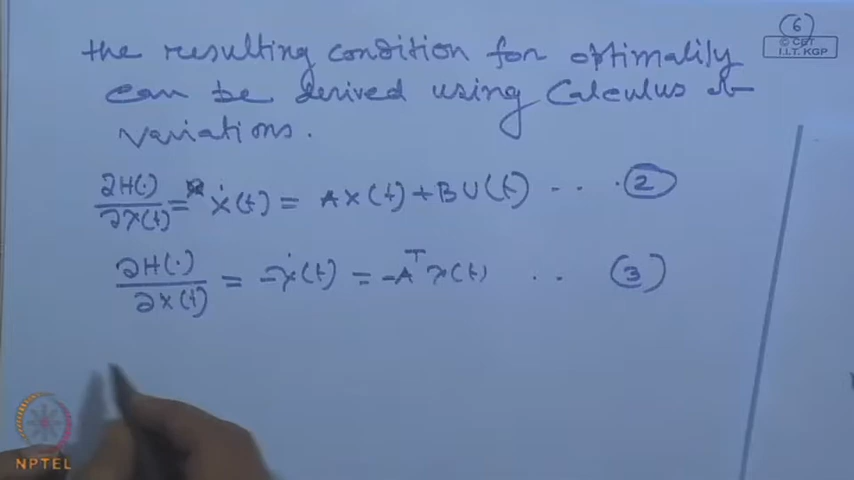 6
© CET
I.I.T. KGP
the resulting condition for optimality
can be derived using Calculus of
variations.
∂H(·)/∂λ(t) = ẋ(t) = Ax(t) + BU(t) ·· · (2)
∂H(·)/∂x(t) = -λ̇(t) = -Aᵀλ(t) ·· (3)
NPTEL